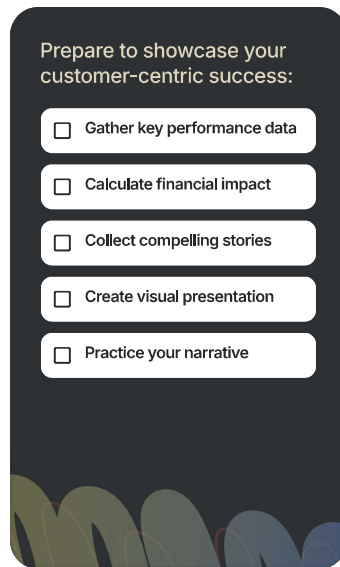 Prepare to showcase your
customer-centric success:
Gather key performance data
Calculate financial impact
Collect compelling stories
Create visual presentation
Practice your narrative